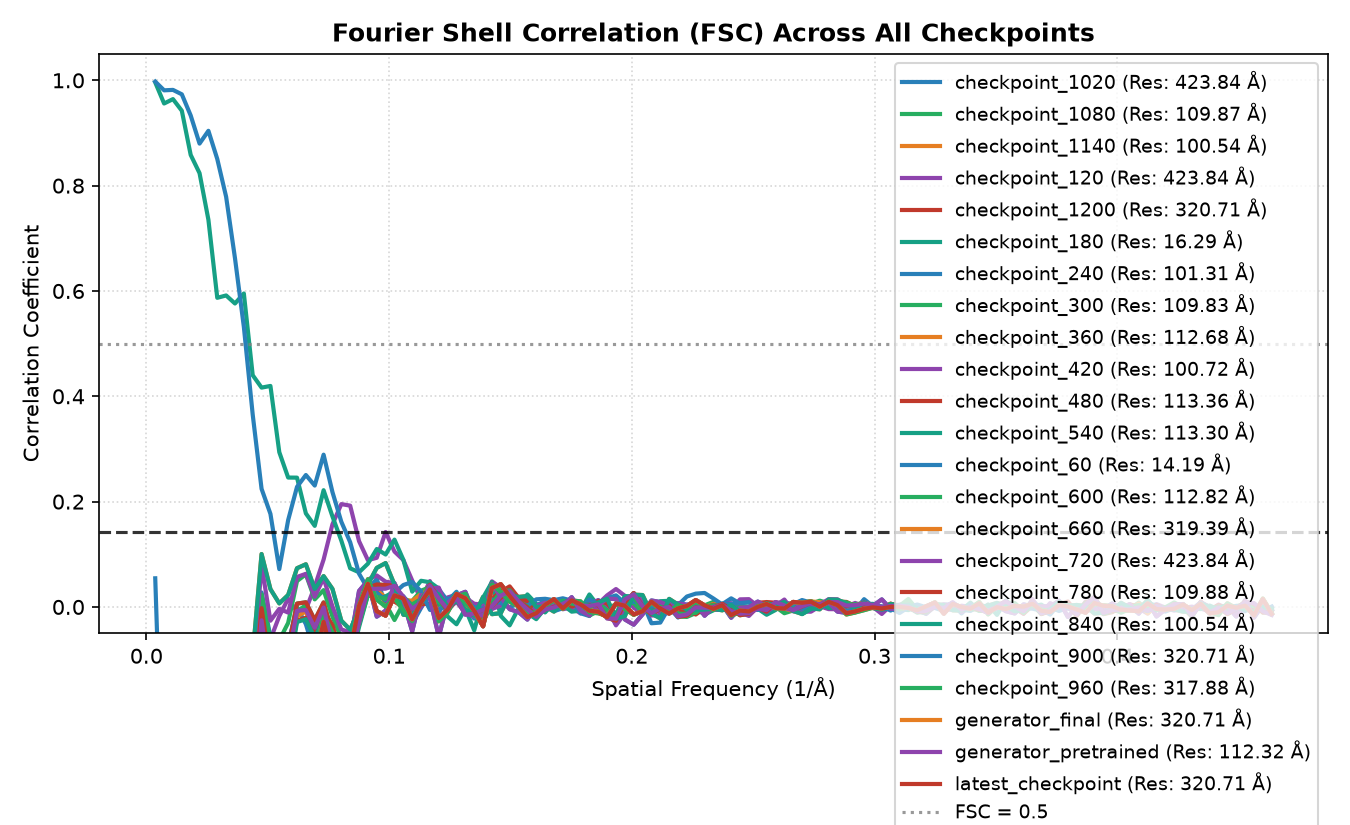 Fourier Shell Correlation (FSC) Across All Checkpoints
Correlation Coefficient
1.0
0.8
0.6
0.4
0.2
0.0
0.0
0.1
0.2
0.3
Spatial Frequency (1/Å)
checkpoint_1020 (Res: 423.84 Å)
checkpoint_1080 (Res: 109.87 Å)
checkpoint_1140 (Res: 100.54 Å)
checkpoint_120 (Res: 423.84 Å)
checkpoint_1200 (Res: 320.71 Å)
checkpoint_180 (Res: 16.29 Å)
checkpoint_240 (Res: 101.31 Å)
checkpoint_300 (Res: 109.83 Å)
checkpoint_360 (Res: 112.68 Å)
checkpoint_420 (Res: 100.72 Å)
checkpoint_480 (Res: 113.36 Å)
checkpoint_540 (Res: 113.30 Å)
checkpoint_60 (Res: 14.19 Å)
checkpoint_600 (Res: 112.82 Å)
checkpoint_660 (Res: 319.39 Å)
checkpoint_720 (Res: 423.84 Å)
checkpoint_780 (Res: 109.88 Å)
checkpoint_840 (Res: 100.54 Å)
checkpoint_900 (Res: 320.71 Å)
checkpoint_960 (Res: 317.88 Å)
generator_final (Res: 320.71 Å)
generator_pretrained (Res: 112.32 Å)
latest_checkpoint (Res: 320.71 Å)
FSC = 0.5